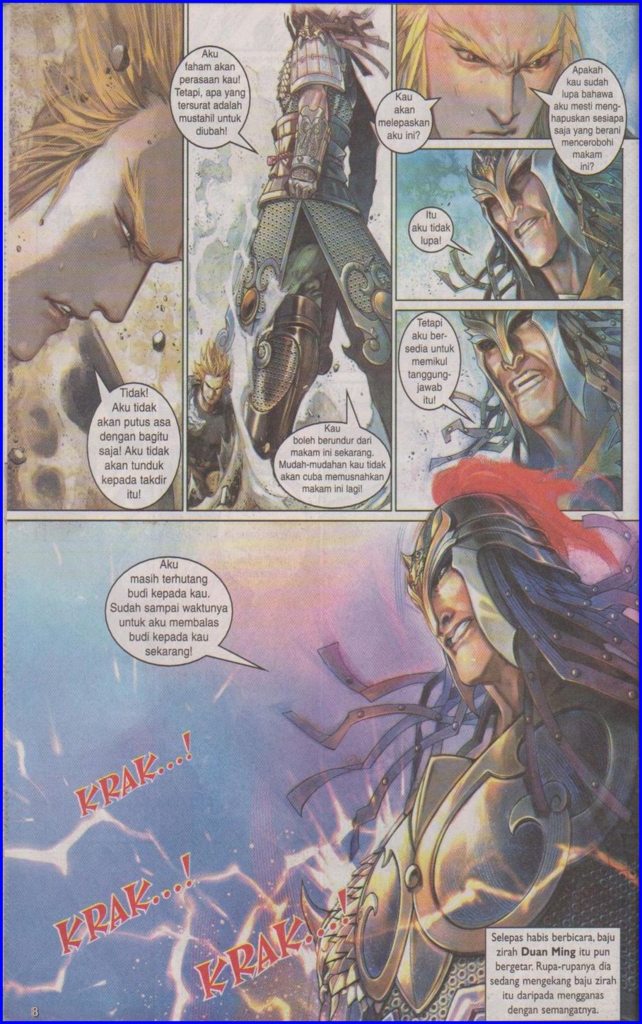 Tidak!
Aku tidak
akan putus asa
dengan bagitu
saja! Aku tidak
akan tunduk
kepada takdir
itu!
Aku
faham akan
perasaan kau!
Tetapi, apa yang
tersurat adalah
mustahil untuk
diubah!
Kau
boleh berundur dari
makam ini sekarang.
Mudah-mudahan kau tidak
akan cuba memusnahkan
makam ini lagi!
Kau
akan
melepaskan
aku ini?
Apakah
kau sudah
lupa bahawa
aku mesti meng-
hapuskan sesiapa
saja yang berani
mencerobohi
makam
ini?
Itu
aku tidak
lupa!
Tetapi
aku ber-
sedia untuk
memikul
tanggung-
jawab
itu!
Aku
masih terhutang
budi kepada kau.
Sudah sampai waktunya
untuk aku membalas
budi kepada kau
sekarang!
KRAK...!
KRAK...!
KRAK...!
Selepas habis berbicara, baju
zirah Duan Ming itu pun
bergetar. Rupa-rupanya dia
sedang mengekang baju zirah
itu daripada mengganas
dengan semangatnya.
8